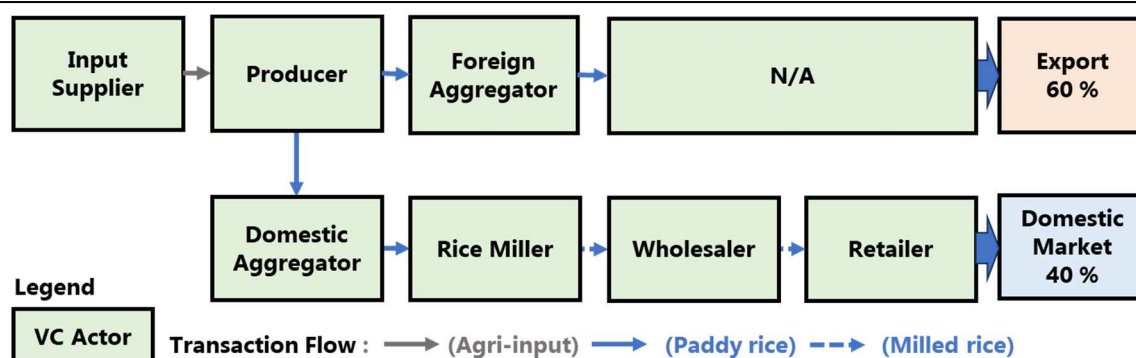 Input
Supplier
Producer
Foreign
Aggregator
N/A
Export
60 %
Domestic
Aggregator
Rice Miller
Wholesaler
Retailer
Domestic
Market
40 %
Legend
VC Actor
Transaction Flow : (Agri-input) (Paddy rice) (Milled rice)